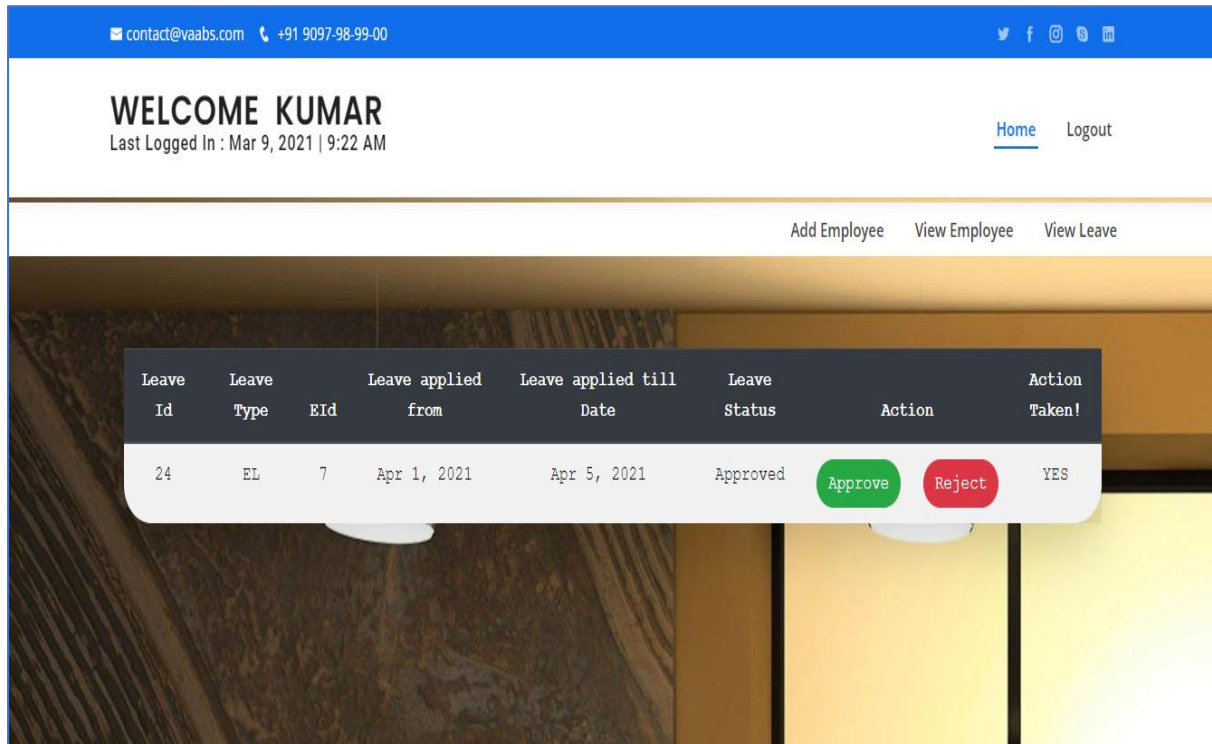 contact@vaabs.com +91 9097-98-99-00
WELCOME KUMAR
Last Logged In : Mar 9, 2021 | 9:22 AM
Home Logout
Add Employee View Employee View Leave
Leave Id Leave Type EId Leave applied from Leave applied till Date Leave Status Action Action Taken!
24 EL 7 Apr 1, 2021 Apr 5, 2021 Approved Approve Reject YES